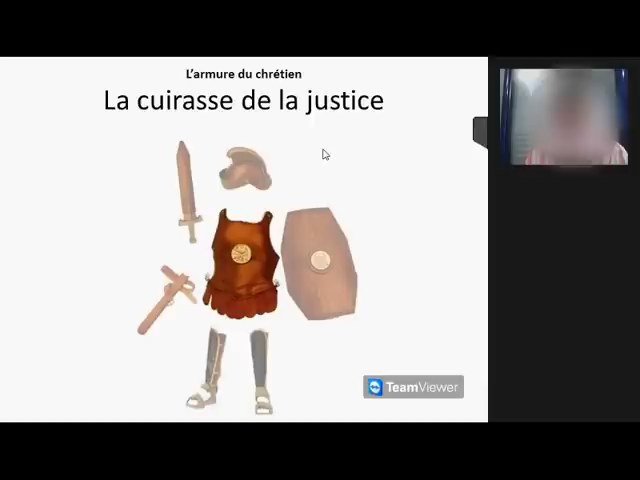 L’armure du chrétien
La cuirasse de la justice
TeamViewer